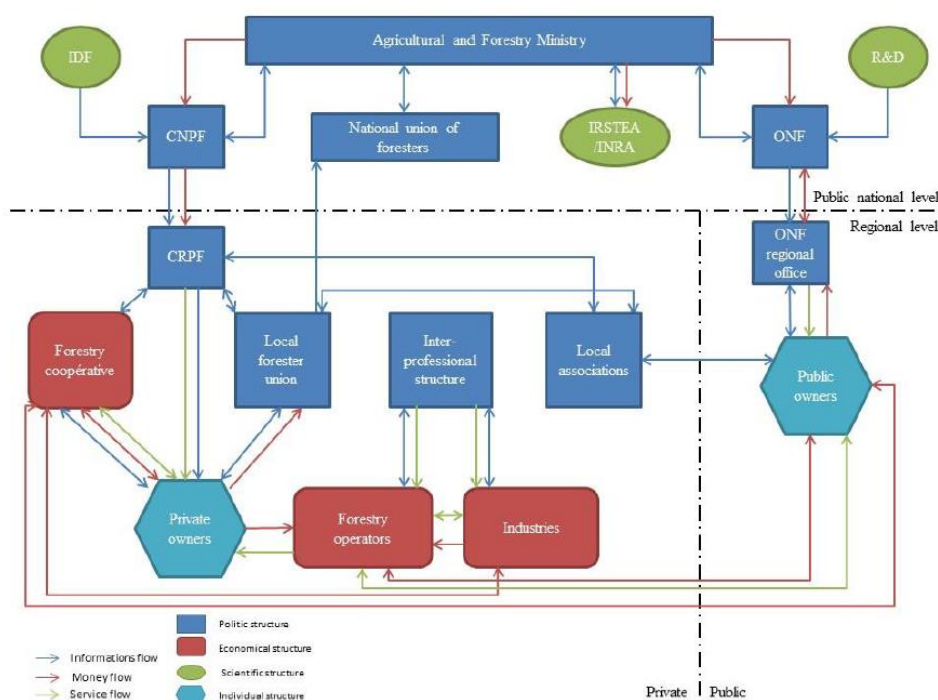 Agricultural and Forestry Ministry
IDF
R&D
CNPF
National union of
foresters
IRSTEA
/INRA
ONF
Public national level
Regional level
CRPF
ONF
regional
office
Forestry
coopérative
Local
forester
union
Inter-
professional
structure
Local
associations
Public
owners
Private
owners
Forestry
operators
Industries
Informations flow
Money flow
Service flow
Politic structure
Economical structure
Scientific structure
Individual structure
Private
Public